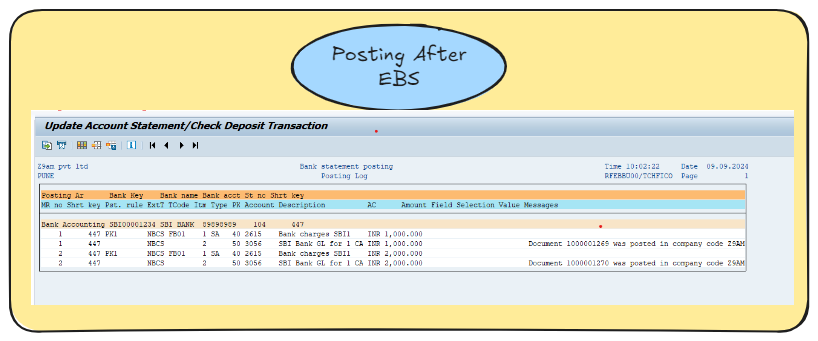 Posting After
EBS
Update Account Statement/Check Deposit Transaction
Z9am pvt ltd Bank statement posting Time 10:02:22 Date 09.09.2024
PUNE Posting Log RFEBBU00/TCHFICO Page 1
Posting Ar Bank Key Bank name Bank acct St no Shrt key
MR no Shrt key Pst. rule ExtT TCode Itm Type PK Account Description AC Amount Field Selection Value Messages
Bank Accounting SBI00001234 SBI BANK 89898989 104 447
1 447 PK1 NBCS FB01 1 SA 40 2615 Bank charges SBI1 INR 1,000.000
1 447 NBCS 2 50 3056 SBI Bank GL for 1 CA INR 1,000.000 Document 1000001269 was posted in company code Z9AM
2 447 PK1 NBCS FB01 1 SA 40 2615 Bank charges SBI1 INR 2,000.000
2 447 NBCS 2 50 3056 SBI Bank GL for 1 CA INR 2,000.000 Document 1000001270 was posted in company code Z9AM